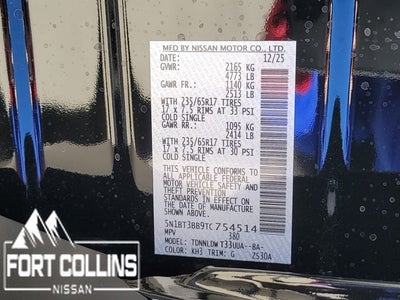 MFD BY NISSAN MOTOR CO., LTD.
DATE: 12/25
GVWR: 2165 KG
4773 LB
GAWR FR.: 1140 KG
2513 LB
WITH 235/65R17 TIRES
17 x 7.5 RIMS AT 33 PSI
COLD SINGLE
GAWR RR.: 1095 KG
2414 LB
WITH 235/65R17 TIRES
17 x 7.5 RIMS AT 30 PSI
COLD SINGLE
THIS VEHICLE CONFORMS
TO ALL APPLICABLE FEDERAL
MOTOR VEHICLE SAFETY AND
THEFT PREVENTION
STANDARDS IN EFFECT ON
THE DATE OF MANUFACTURE
SHOWN ABOVE.
5N1BT3BB9TC754514
MPV 380
MODEL: TDNNLDW T33UUA--BA-
COLOR: KH3 TRIM: G ZS30A
FORT COLLINS
NISSAN